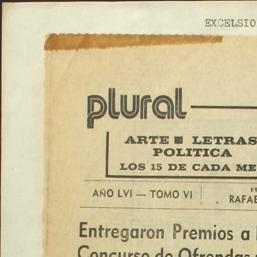 EXCELSIO
plural
ARTE ■ LETRAS
POLITICA
LOS 15 DE CADA ME
AÑO LVI — TOMO VI
RAFAE
Entregaron Premios a
Concurso de Ofrendas